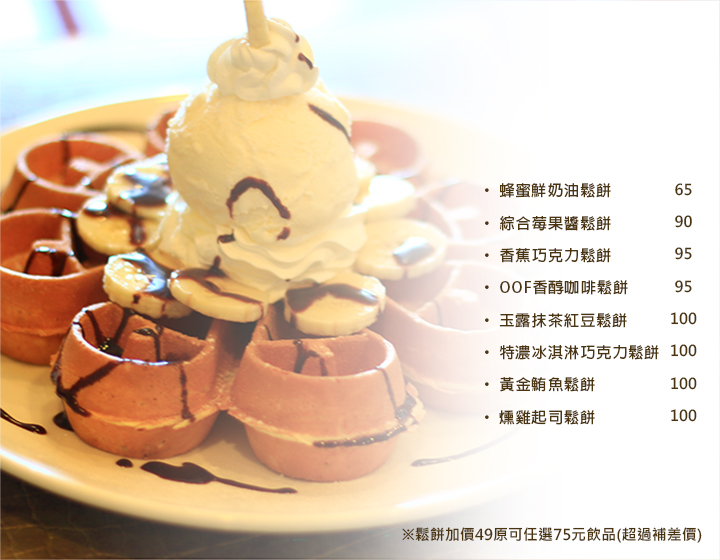 ・ 蜂蜜鮮奶油鬆餅 65
・ 綜合莓果醬鬆餅 90
・ 香蕉巧克力鬆餅 95
・ OOF香醇咖啡鬆餅 95
・ 玉露抹茶紅豆鬆餅 100
・ 特濃冰淇淋巧克力鬆餅 100
・ 黃金鮪魚鬆餅 100
・ 燻雞起司鬆餅 100
※鬆餅加價49原可任選75元飲品(超過補差價)